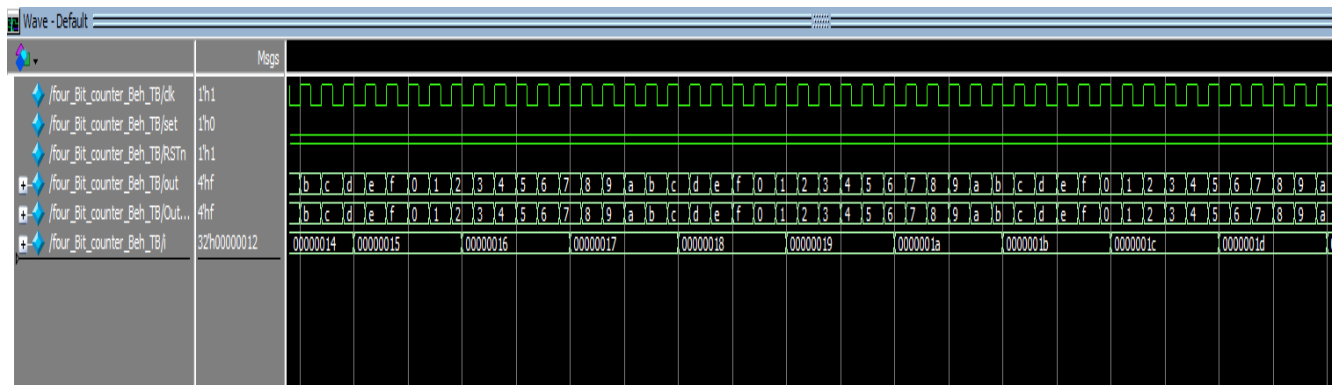 Wave - Default
Msgs
/four_Bit_counter_Beh_TB/clk 1'h1
/four_Bit_counter_Beh_TB/set 1'h0
/four_Bit_counter_Beh_TB/RSTn 1'h1
/four_Bit_counter_Beh_TB/out 4'hf b c d e f 0 1 2 3 4 5 6 7 8 9 a b c d e f 0 1 2 3 4 5 6 7 8 9 a b c d e f 0 1 2 3 4 5 6 7 8 9 a
/four_Bit_counter_Beh_TB/Out... 4'hf b c d e f 0 1 2 3 4 5 6 7 8 9 a b c d e f 0 1 2 3 4 5 6 7 8 9 a b c d e f 0 1 2 3 4 5 6 7 8 9 a
/four_Bit_counter_Beh_TB/i 32'h00000012 00000014 00000015 00000016 00000017 00000018 00000019 0000001a 0000001b 0000001c 0000001d